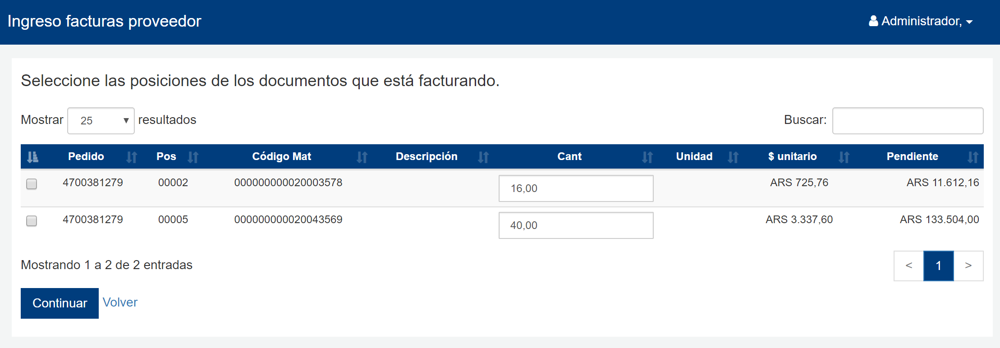 Ingreso facturas proveedor
Administrador,
Seleccione las posiciones de los documentos que está facturando.
Mostrar 25 resultados
Buscar:
Pedido Pos Código Mat Descripción Cant Unidad $ unitario Pendiente
4700381279 00002 000000000020003578 16,00 ARS 725,76 ARS 11.612,16
4700381279 00005 000000000020043569 40,00 ARS 3.337,60 ARS 133.504,00
Mostrando 1 a 2 de 2 entradas
< 1 >
Continuar Volver